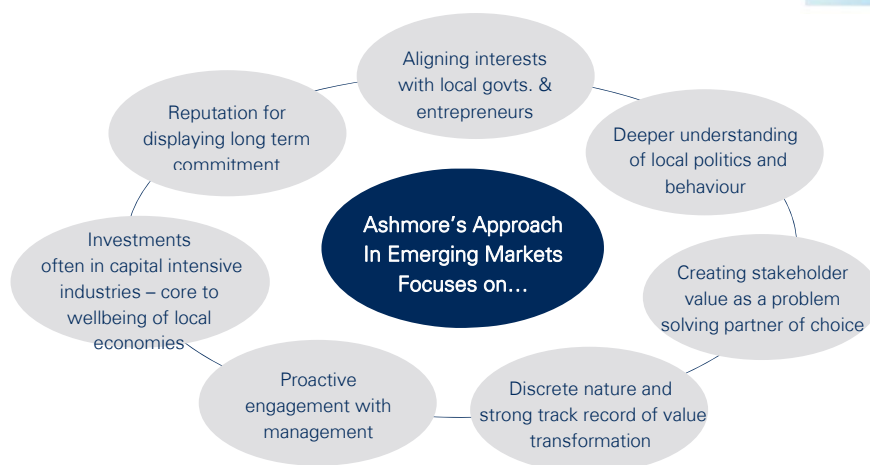 Aligning interests
with local govts. &
entrepreneurs
Reputation for
displaying long term
commitment
Deeper understanding
of local politics and
behaviour
Ashmore's Approach
In Emerging Markets
Focuses on…
Investments
often in capital intensive
industries – core to
wellbeing of local
economies
Creating stakeholder
value as a problem
solving partner of choice
Proactive
engagement with
management
Discrete nature and
strong track record of value
transformation